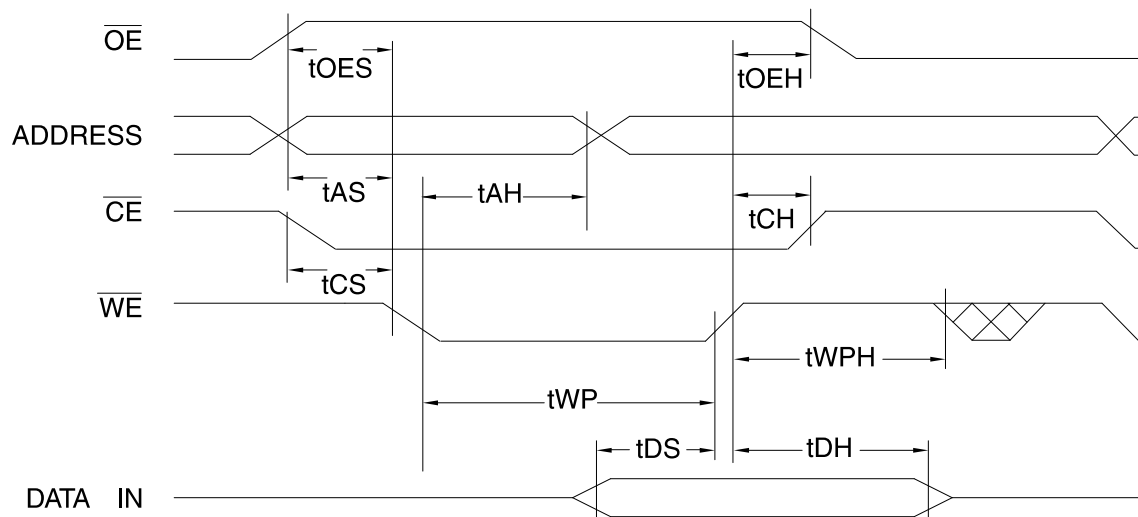 OE
tOES
tOEH
ADDRESS
tAS
tAH
CE
tCH
tCS
WE
tWPH
tWP
tDS
tDH
DATA IN